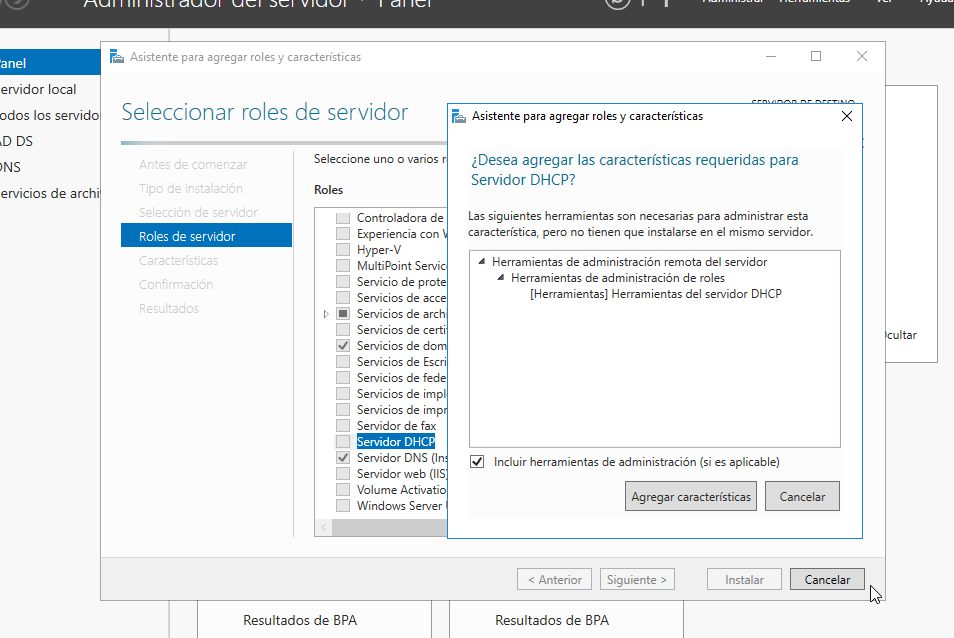 Administrador del servidor · Panel
Administrar Herramientas Ver Ayuda
Panel
Servidor local
Todos los servido
AD DS
DNS
Servicios de archi
Asistente para agregar roles y características
Seleccionar roles de servidor
SERVIDOR DE DESTINO
Antes de comenzar
Tipo de instalación
Selección de servidor
Roles de servidor
Características
Confirmación
Resultados
Seleccione uno o varios r
Roles
Controladora de
Experiencia con W
Hyper-V
MultiPoint Servic
Servicio de prote
Servicios de acce
Servicios de archi
Servicios de certi
Servicios de dom
Servicios de Escri
Servicios de fede
Servicios de impl
Servicios de impr
Servidor de fax
Servidor DHCP
Servidor DNS (Ins
Servidor web (IIS)
Volume Activatio
Windows Server
Asistente para agregar roles y características
¿Desea agregar las características requeridas para
Servidor DHCP?
Las siguientes herramientas son necesarias para administrar esta
característica, pero no tienen que instalarse en el mismo servidor.
Herramientas de administración remota del servidor
Herramientas de administración de roles
[Herramientas] Herramientas del servidor DHCP
Incluir herramientas de administración (si es aplicable)
Agregar características Cancelar
Ocultar
< Anterior Siguiente > Instalar Cancelar
Resultados de BPA Resultados de BPA